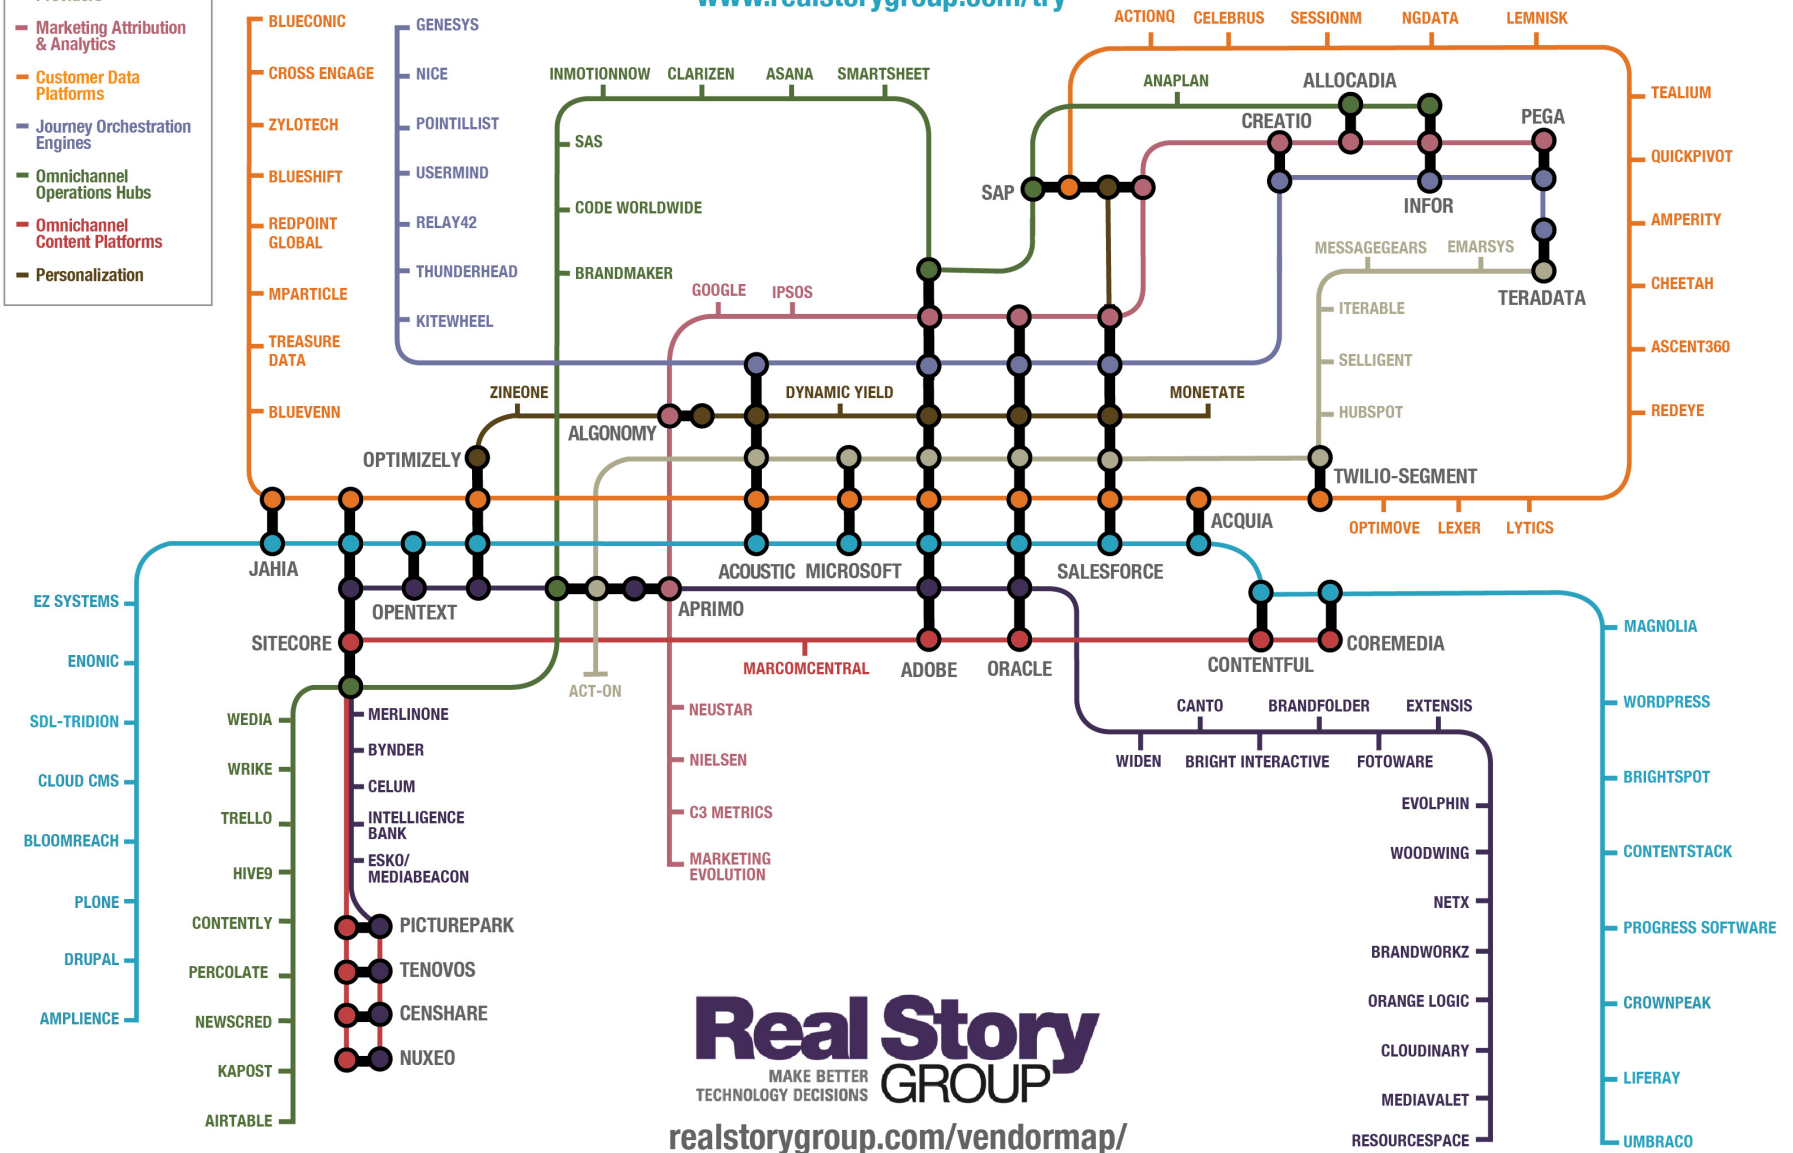 www.realstorygroup.com/try
Marketing Attribution
& Analytics
Customer Data
Platforms
Journey Orchestration
Engines
Omnichannel
Operations Hubs
Omnichannel
Content Platforms
Personalization
BLUECONIC
CROSS ENGAGE
ZYLOTECH
BLUESHIFT
REDPOINT
GLOBAL
MPARTICLE
TREASURE
DATA
BLUEVENN
GENESYS
NICE
POINTILLIST
USERMIND
RELAY42
THUNDERHEAD
KITEWHEEL
INMOTIONNOW
CLARIZEN
ASANA
SMARTSHEET
SAS
CODE WORLDWIDE
BRANDMAKER
GOOGLE
IPSOS
ACTIONQ
CELEBRUS
SESSIONM
NGDATA
LEMNISK
ANAPLAN
ALLOCADIA
CREATIO
PEGA
SAP
INFOR
MESSAGEGEARS
EMARSYS
TERADATA
ITERABLE
SELLIGENT
HUBSPOT
TEALIUM
QUICKPIVOT
AMPERITY
CHEETAH
ASCENT360
REDEYE
ZINEONE
DYNAMIC YIELD
MONETATE
ALGONOMY
OPTIMIZELY
TWILIO-SEGMENT
ACQUIA
OPTIMOVE
LEXER
LYTICS
JAHIA
ACOUSTIC
MICROSOFT
SALESFORCE
OPENTEXT
APRIMO
SITECORE
MARCOMCENTRAL
ADOBE
ORACLE
CONTENTFUL
COREMEDIA
ACT-ON
EZ SYSTEMS
ENONIC
SDL-TRIDION
CLOUD CMS
BLOOMREACH
PLONE
DRUPAL
AMPLIENCE
WEDIA
WRIKE
TRELLO
HIVE9
CONTENTLY
PERCOLATE
NEWSCRED
KAPOST
AIRTABLE
MERLINONE
BYNDER
CELUM
INTELLIGENCE
BANK
ESKO/
MEDIABEACON
PICTUREPARK
TENOVOS
CENSHARE
NUXEO
NEUSTAR
NIELSEN
C3 METRICS
MARKETING
EVOLUTION
CANTO
BRANDFOLDER
EXTENSIS
WIDEN
BRIGHT INTERACTIVE
FOTOWARE
EVOLPHIN
WOODWING
NETX
BRANDWORKZ
ORANGE LOGIC
CLOUDINARY
MEDIAVALET
RESOURCESPACE
MAGNOLIA
WORDPRESS
BRIGHTSPOT
CONTENTSTACK
PROGRESS SOFTWARE
CROWNPEAK
LIFERAY
UMBRACO
Real Story
GROUP
MAKE BETTER
TECHNOLOGY DECISIONS
realstorygroup.com/vendormap/